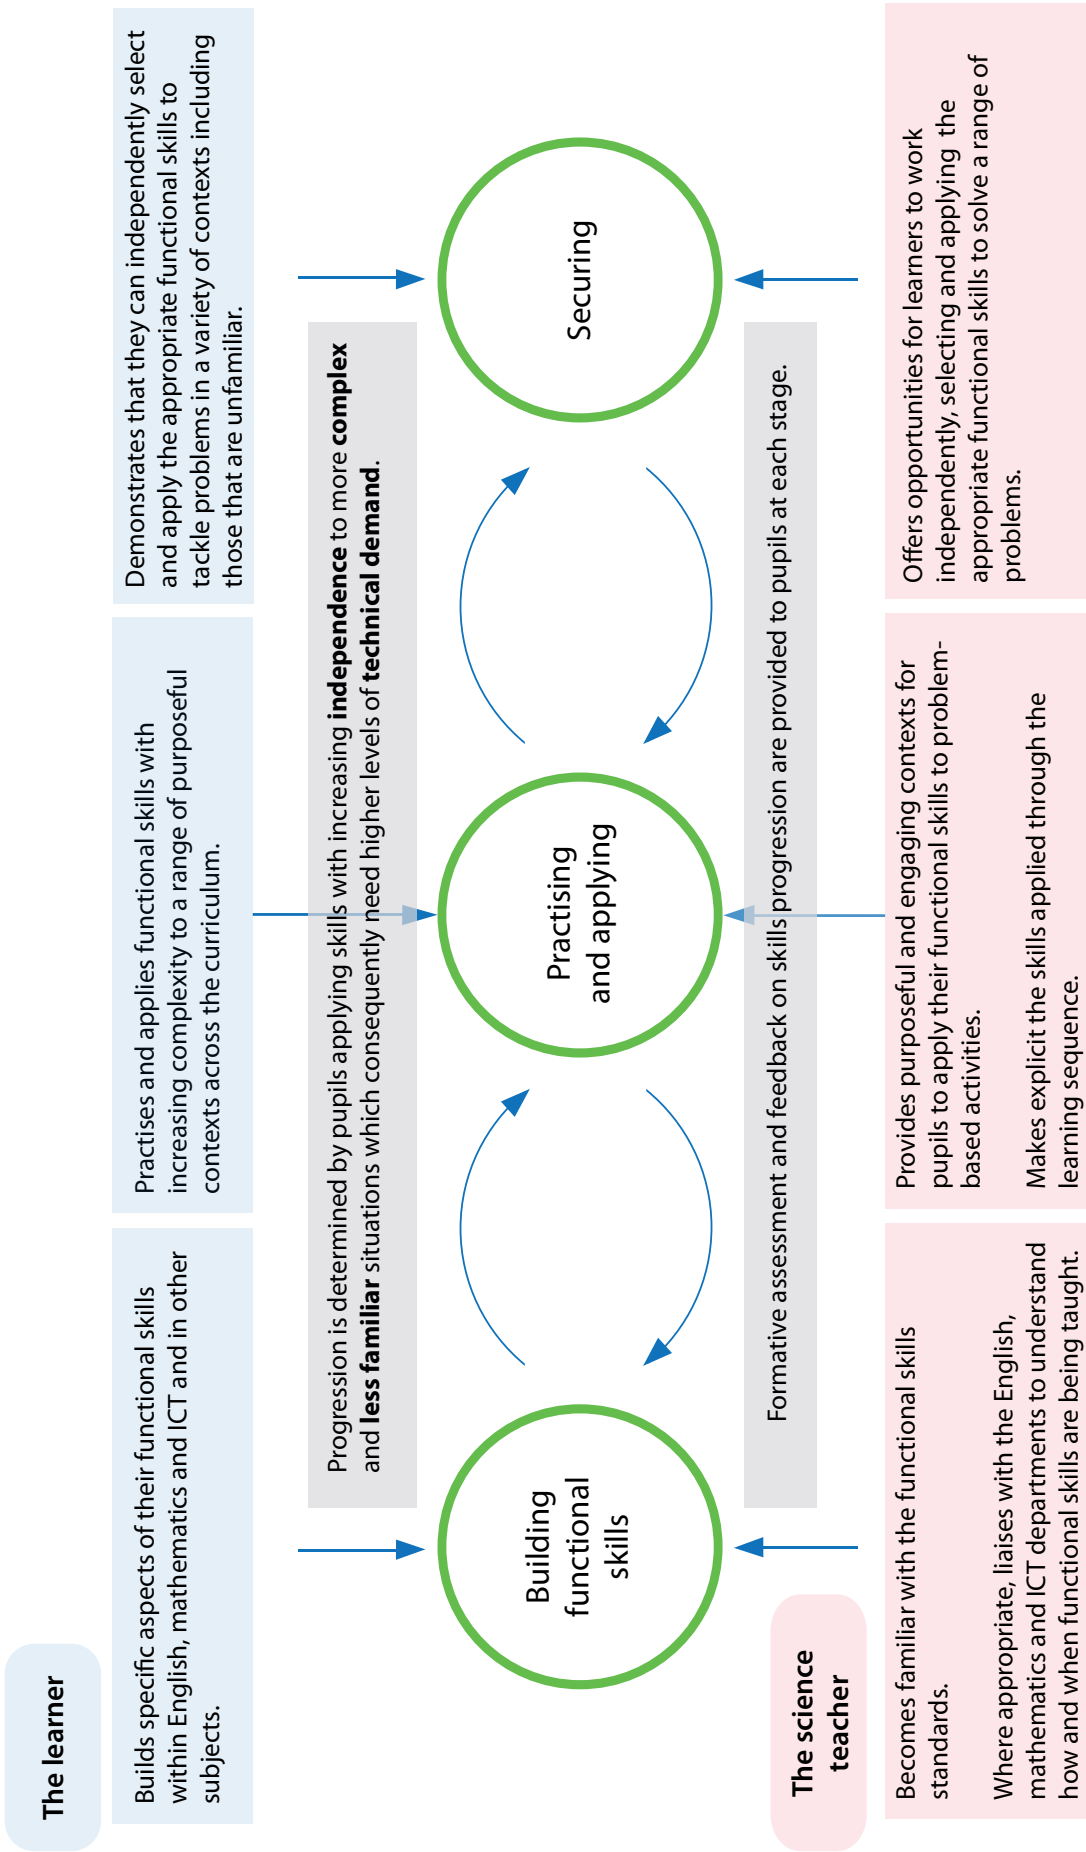 The learner
Builds specific aspects of their functional skills
within English, mathematics and ICT and in other
subjects.
Practises and applies functional skills with
increasing complexity to a range of purposeful
contexts across the curriculum.
Demonstrates that they can independently select
and apply the appropriate functional skills to
tackle problems in a variety of contexts including
those that are unfamiliar.
Progression is determined by pupils applying skills with increasing independence to more complex
and less familiar situations which consequently need higher levels of technical demand.
Building
functional
skills
Practising
and applying
Securing
Formative assessment and feedback on skills progression are provided to pupils at each stage.
The science
teacher
Becomes familiar with the functional skills
standards.
Where appropriate, liaises with the English,
mathematics and ICT departments to understand
how and when functional skills are being taught.
Provides purposeful and engaging contexts for
pupils to apply their functional skills to problem-
based activities.
Makes explicit the skills applied through the
learning sequence.
Offers opportunities for learners to work
independently, selecting and applying the
appropriate functional skills to solve a range of
problems.